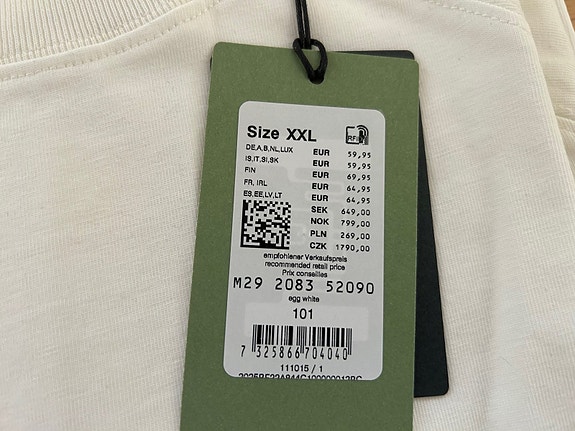 Size XXL
RFID
DE,A,B,NL,LUX EUR 59,95
IS,IT,SI,SK EUR 59,95
FIN EUR 69,95
FR, IRL EUR 64,95
ES,EE,LV,LT EUR 64,95
SEK 649,00
NOK 799,00
PLN 269,00
CZK 1790,00
empfohlener Verkaufspreis
recommended retail price
Prix conseilles
M29 2083 52090
egg white
101
7 325866 704040
111015 / 1